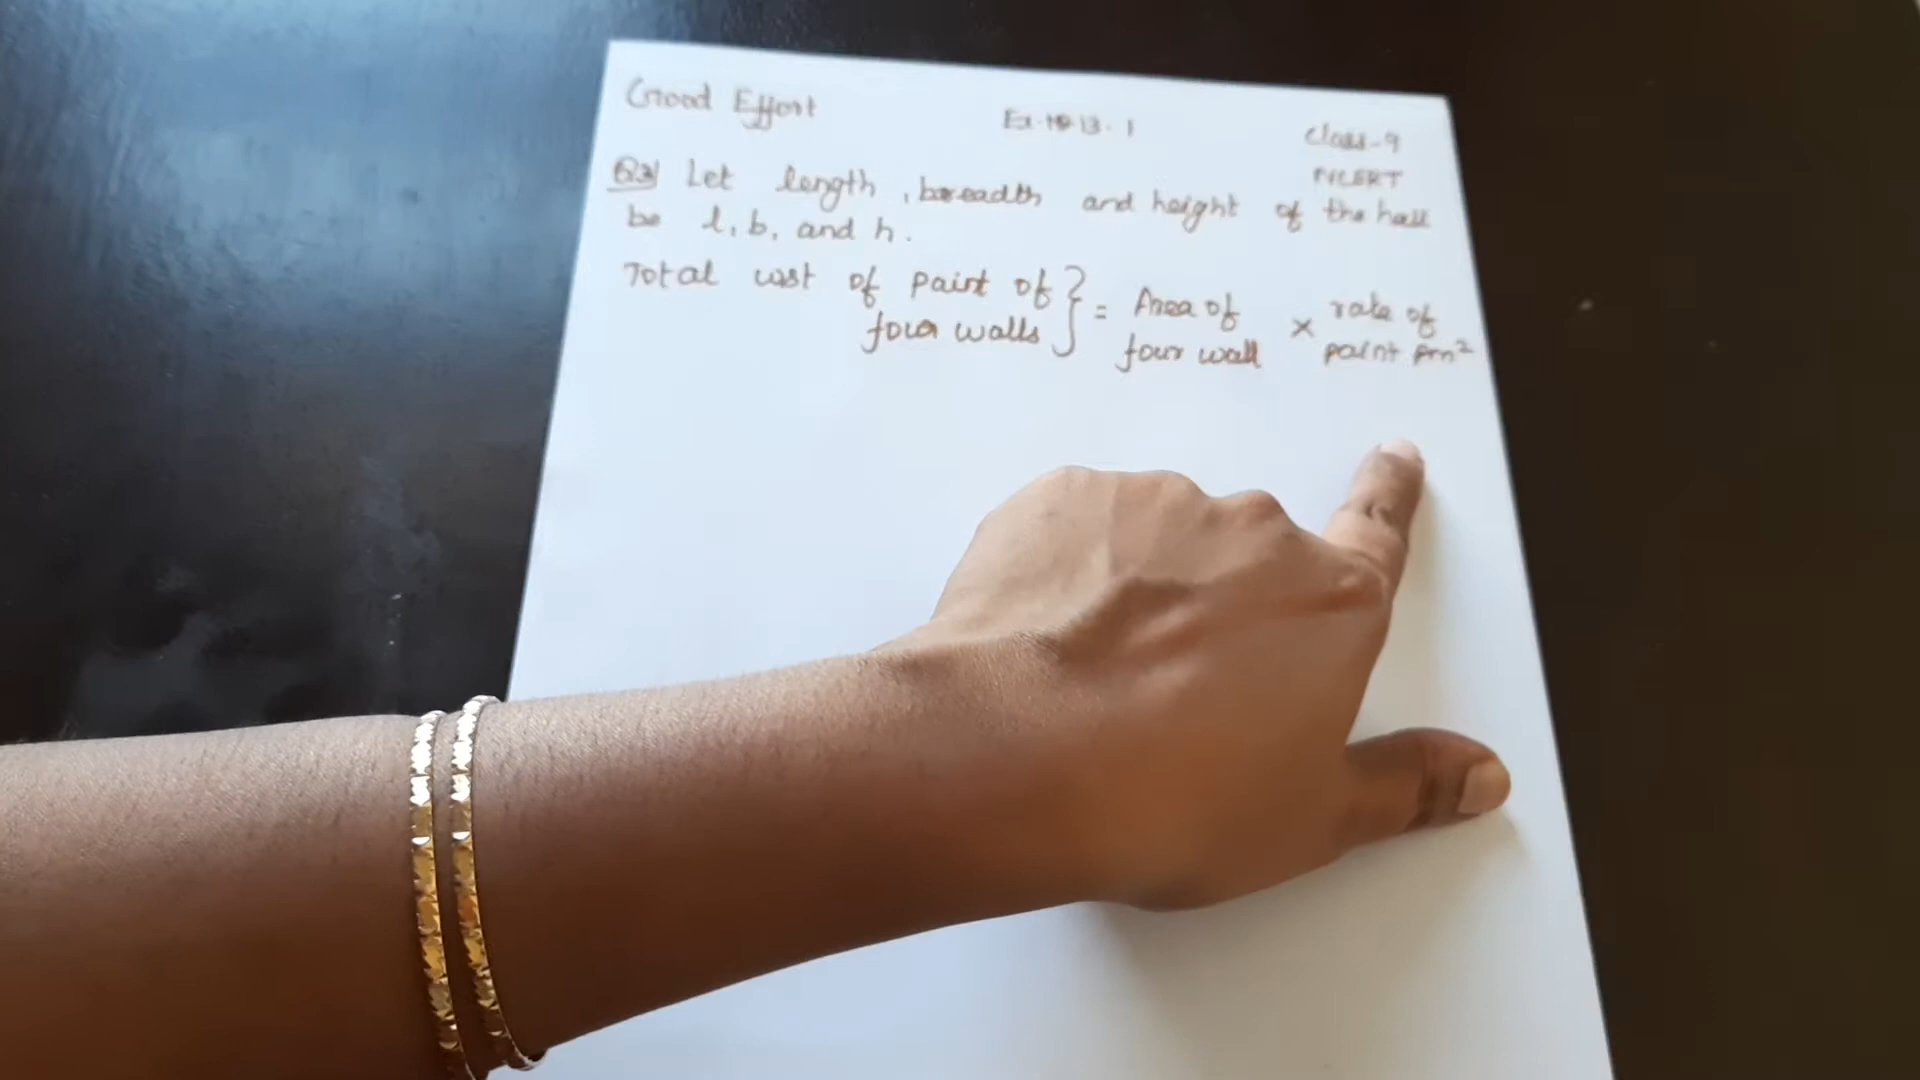 Good Effort Ex-13.1 Class-9
NCERT
Q3) Let length, breadth and height of the hall
be l, b, and h.
Total cost of paint of } = Area of × rate of
four walls four wall paint Pm²